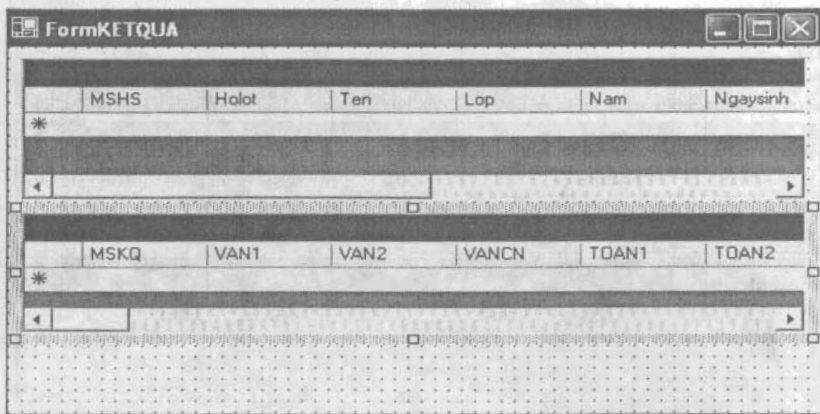 FormKETQUA
MSHS Holot Ten Lop Nam Ngaysinh
MSKQ VAN1 VAN2 VANCN TOAN1 TOAN2